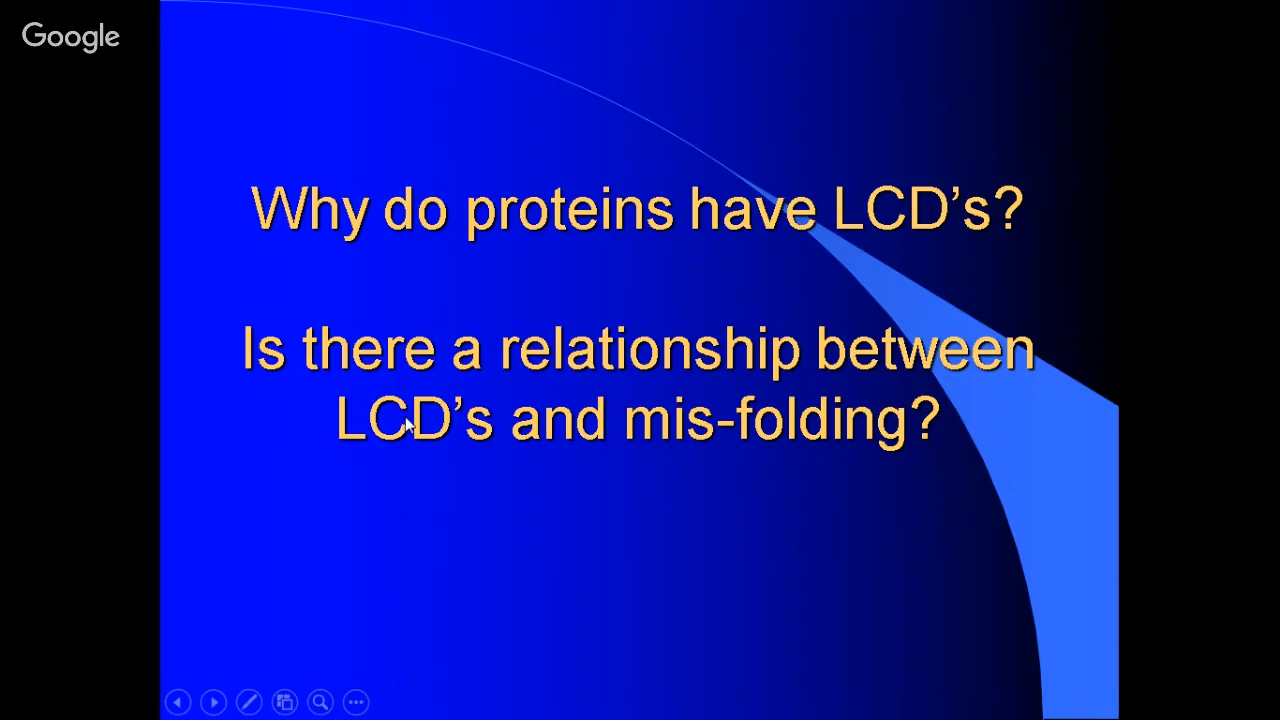 Google
Why do proteins have LCD's?
Is there a relationship between
LCD's and mis-folding?